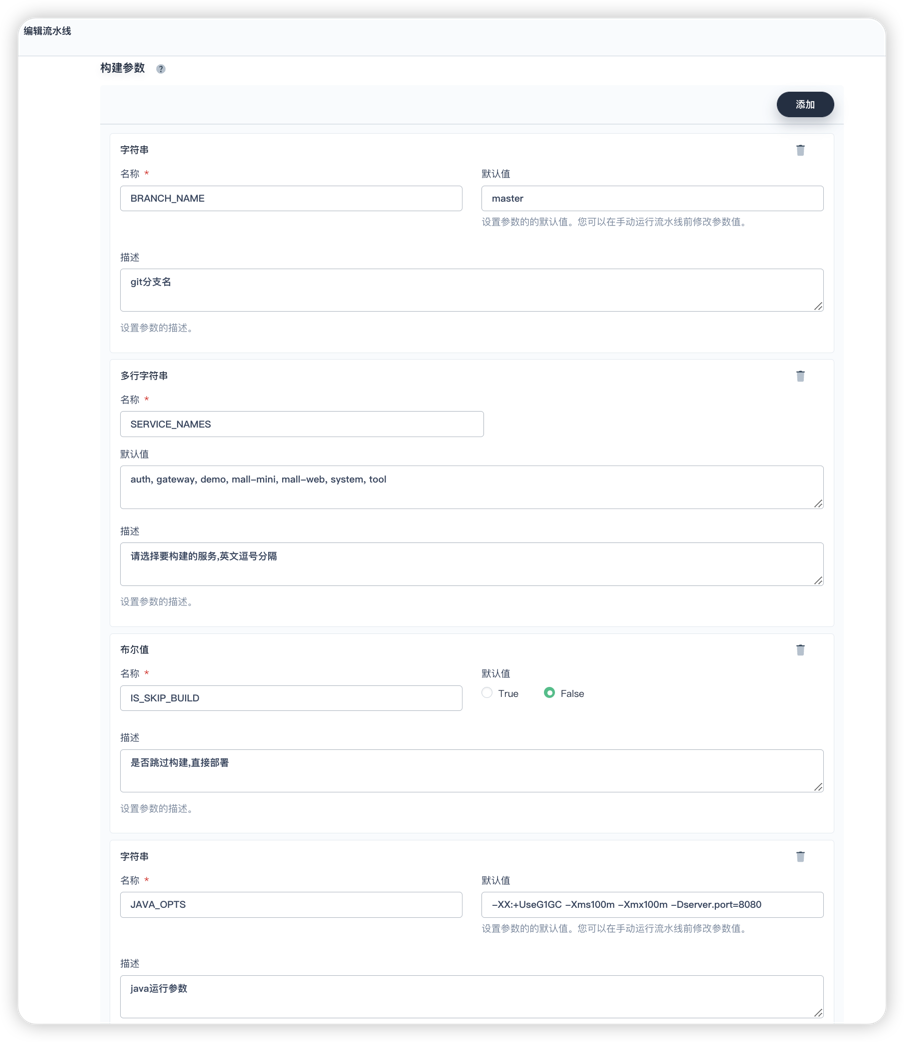 编辑流水线
构建参数 ?
添加
字符串
名称 *
默认值
BRANCH_NAME
master
设置参数的的默认值。您可以在手动运行流水线前修改参数值。
描述
git分支名
设置参数的描述。
多行字符串
名称 *
SERVICE_NAMES
默认值
auth, gateway, demo, mall-mini, mall-web, system, tool
描述
请选择要构建的服务,英文逗号分隔
设置参数的描述。
布尔值
名称 *
默认值
IS_SKIP_BUILD
True False
描述
是否跳过构建,直接部署
设置参数的描述。
字符串
名称 *
默认值
JAVA_OPTS
-XX:+UseG1GC -Xms100m -Xmx100m -Dserver.port=8080
设置参数的的默认值。您可以在手动运行流水线前修改参数值。
描述
java运行参数